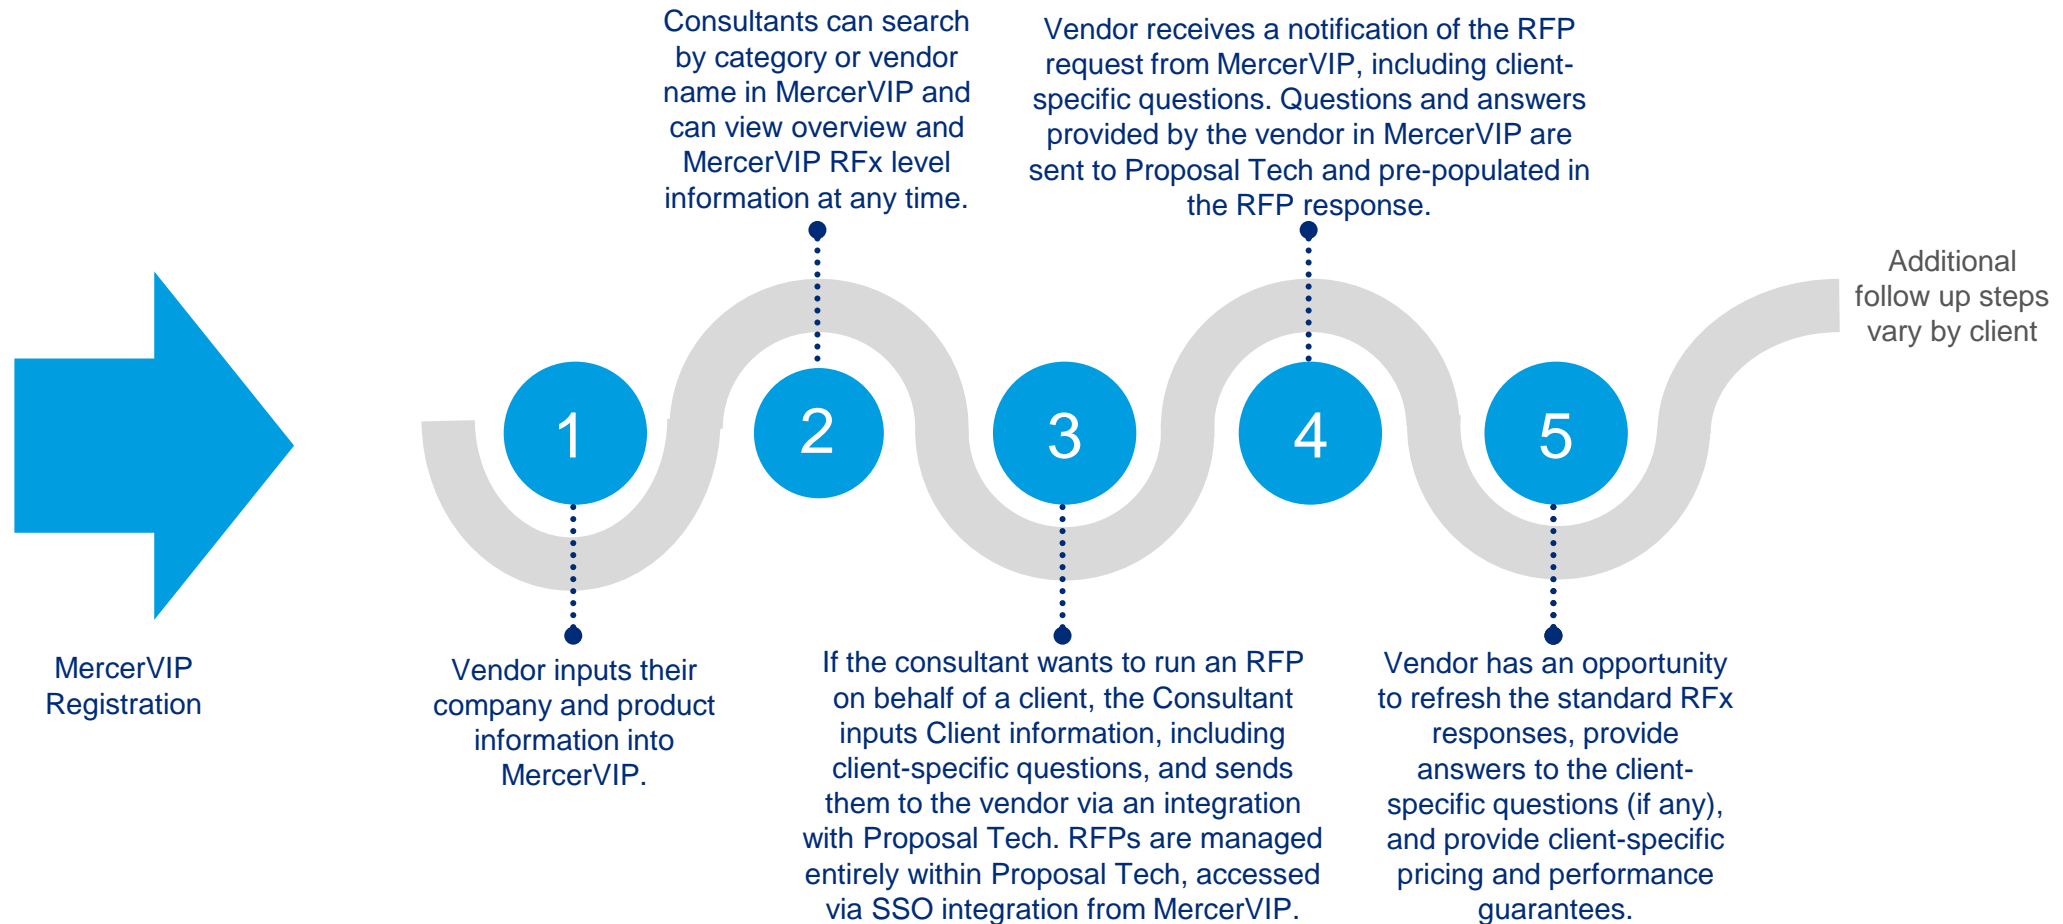 MercerVIP
Registration
1
Vendor inputs their
company and product
information into
MercerVIP.
Consultants can search
by category or vendor
name in MercerVIP and
can view overview and
MercerVIP RFx level
information at any time.
2
3
If the consultant wants to run an RFP
on behalf of a client, the Consultant
inputs Client information, including
client-specific questions, and sends
them to the vendor via an integration
with Proposal Tech. RFPs are managed
entirely within Proposal Tech, accessed
via SSO integration from MercerVIP.
Vendor receives a notification of the RFP
request from MercerVIP, including client-
specific questions. Questions and answers
provided by the vendor in MercerVIP are
sent to Proposal Tech and pre-populated in
the RFP response.
4
5
Vendor has an opportunity
to refresh the standard RFx
responses, provide
answers to the client-
specific questions (if any),
and provide client-specific
pricing and performance
guarantees.
Additional
follow up steps
vary by client